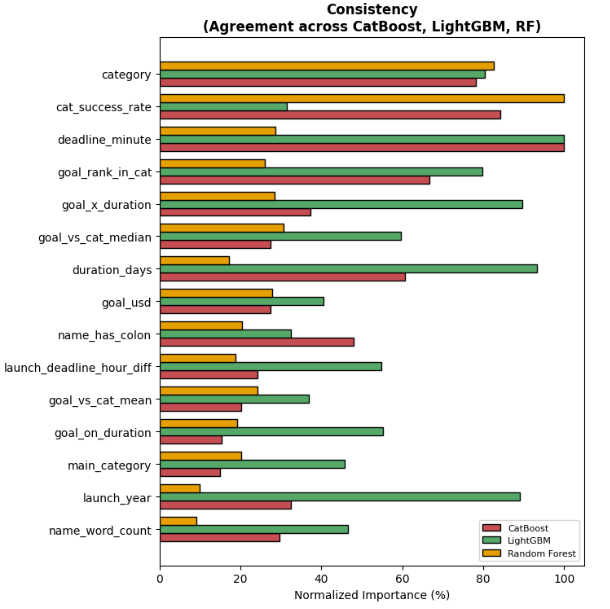 Consistency
(Agreement across CatBoost, LightGBM, RF)
category
cat_success_rate
deadline_minute
goal_rank_in_cat
goal_x_duration
goal_vs_cat_median
duration_days
goal_usd
name_has_colon
launch_deadline_hour_diff
goal_vs_cat_mean
goal_on_duration
main_category
launch_year
name_word_count
CatBoost
LightGBM
Random Forest
0 20 40 60 80 100
Normalized Importance (%)